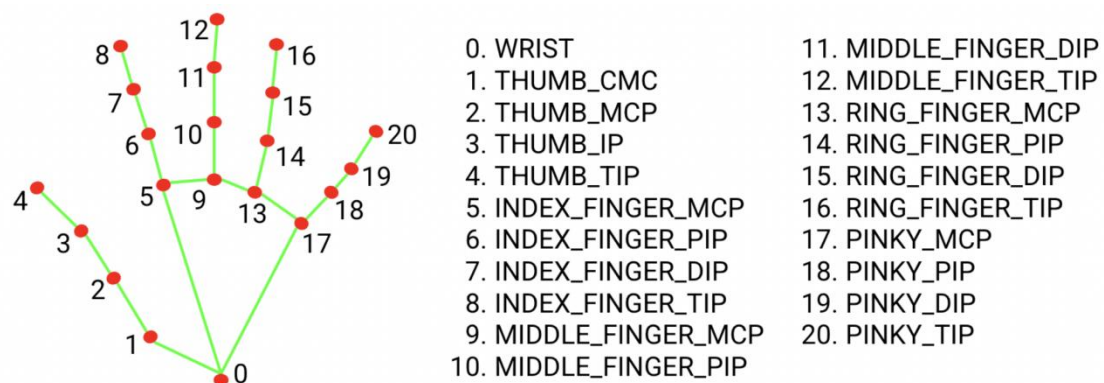 12
8
16
11
7
15
20
6
10
14
19
4
5
9
13
18
3
17
2
1
0
0. WRIST
1. THUMB_CMC
2. THUMB_MCP
3. THUMB_IP
4. THUMB_TIP
5. INDEX_FINGER_MCP
6. INDEX_FINGER_PIP
7. INDEX_FINGER_DIP
8. INDEX_FINGER_TIP
9. MIDDLE_FINGER_MCP
10. MIDDLE_FINGER_PIP
11. MIDDLE_FINGER_DIP
12. MIDDLE_FINGER_TIP
13. RING_FINGER_MCP
14. RING_FINGER_PIP
15. RING_FINGER_DIP
16. RING_FINGER_TIP
17. PINKY_MCP
18. PINKY_PIP
19. PINKY_DIP
20. PINKY_TIP